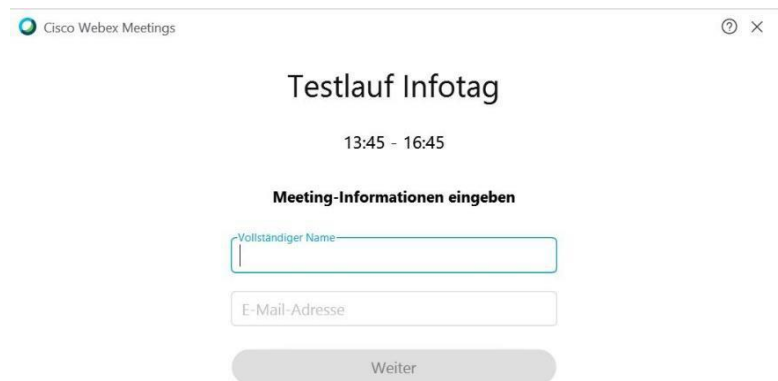 Cisco Webex Meetings
Testlauf Infotag
13:45 - 16:45
Meeting-Informationen eingeben
Vollständiger Name
E-Mail-Adresse
Weiter